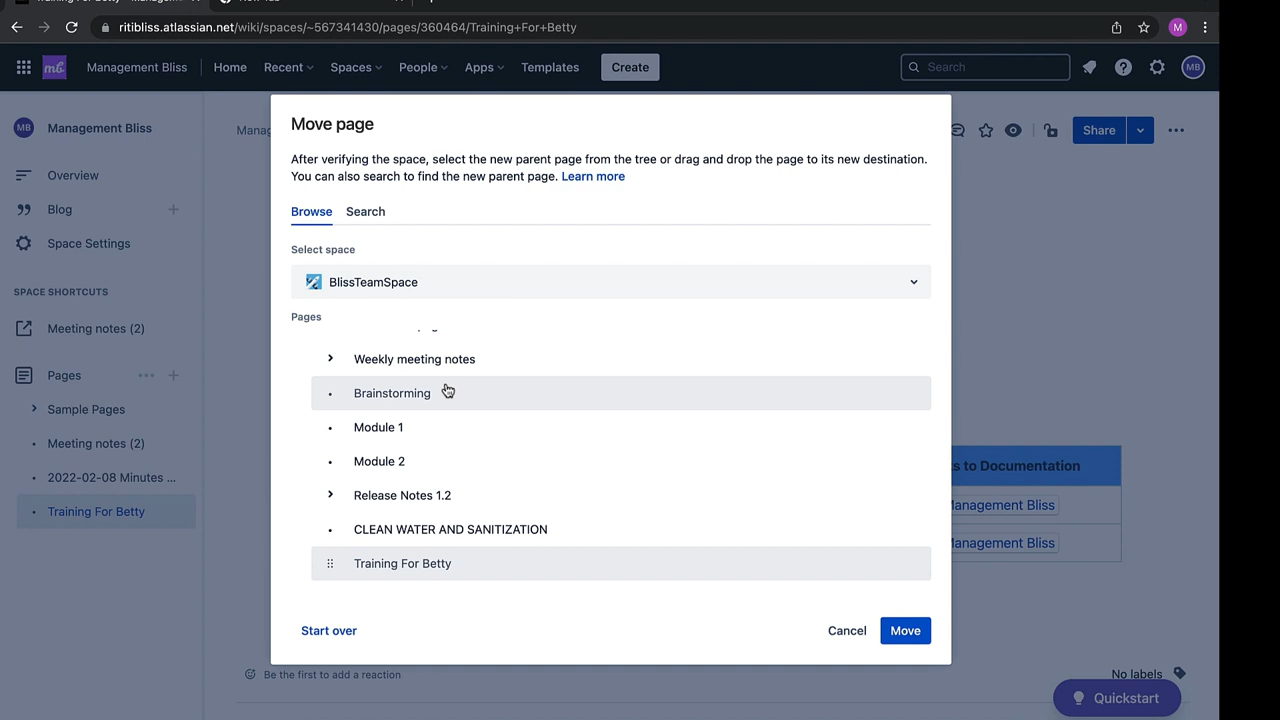 ritibliss.atlassian.net/wiki/spaces/~567341430/pages/360464/Training+For+Betty
M
mb Management Bliss Home Recent Spaces People Apps Templates Create Search MB
MB Management Bliss
Overview
Blog
Space Settings
SPACE SHORTCUTS
Meeting notes (2)
Pages
Sample Pages
Meeting notes (2)
2022-02-08 Minutes ...
Training For Betty
Share
Move page
After verifying the space, select the new parent page from the tree or drag and drop the page to its new destination.
You can also search to find the new parent page. Learn more
Browse Search
Select space
BlissTeamSpace
Pages
Weekly meeting notes
Brainstorming
Module 1
Module 2
Release Notes 1.2
CLEAN WATER AND SANITIZATION
Training For Betty
Start over
Cancel
Move
to Documentation
Management Bliss
Management Bliss
Be the first to add a reaction
No labels
Quickstart